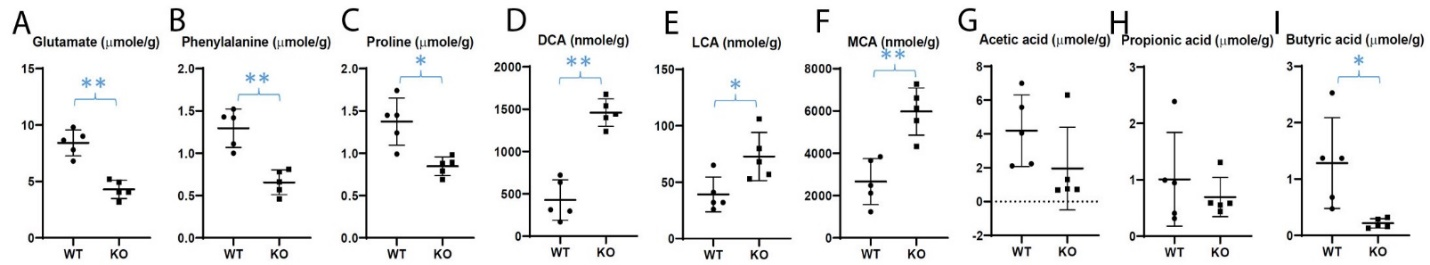 A
Glutamate (μmole/g)
**
15
10
5
0
WT KO
B
Phenylalanine (μmole/g)
**
2.0
1.5
1.0
0.5
0.0
WT KO
C
Proline (μmole/g)
*
2.0
1.5
1.0
0.5
0.0
WT KO
D
DCA (nmole/g)
**
2000
1500
1000
500
0
WT KO
E
LCA (nmole/g)
*
150
100
50
0
WT KO
F
MCA (nmole/g)
**
8000
6000
4000
2000
0
WT KO
G
Acetic acid (μmole/g)
8
6
4
2
0
-2
WT KO
H
Propionic acid (μmole/g)
3
2
1
0
WT KO
I
Butyric acid (μmole/g)
*
3
2
1
0
WT KO